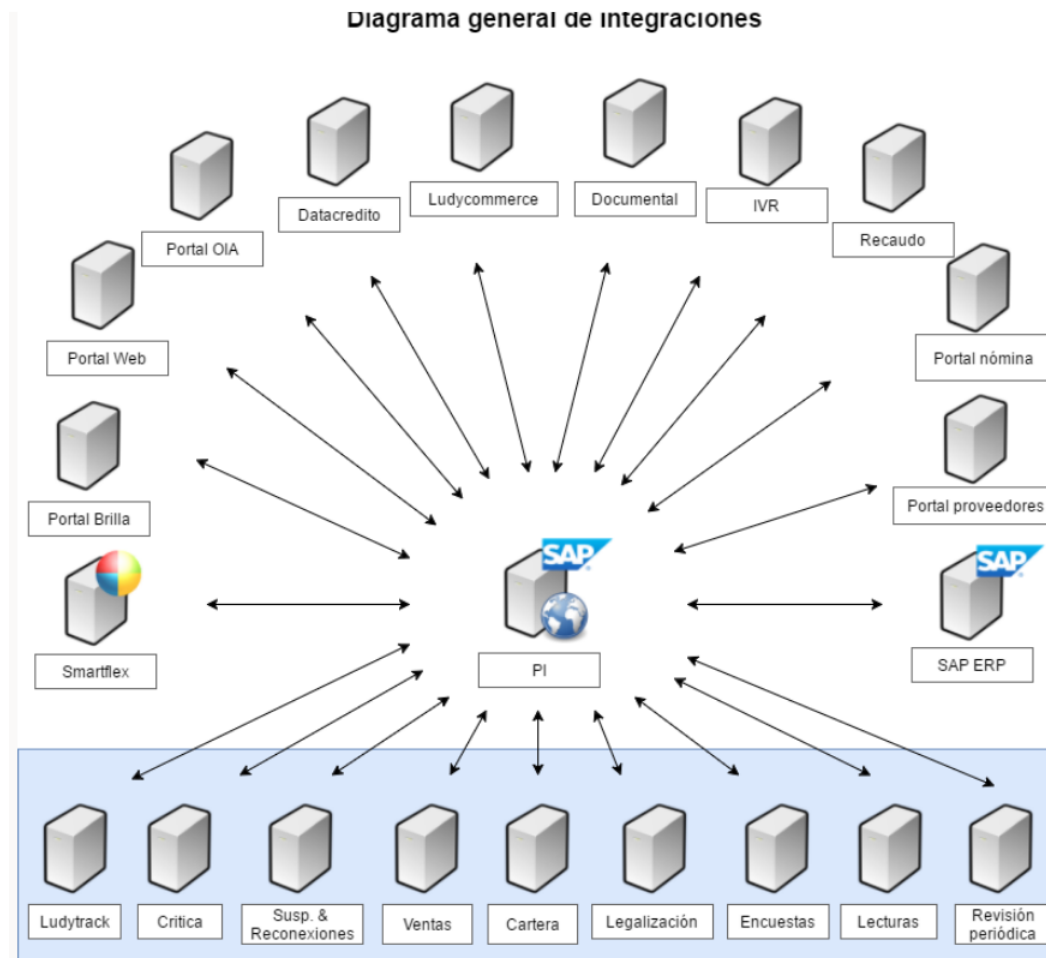 Diagrama general de integraciones
Ludycommerce
Documental
IVR
Datacredito
Recaudo
Portal OIA
Portal Web
Portal nómina
Portal Brilla
Portal proveedores
SAP
SAP
Smartflex
PI
SAP ERP
Ludytrack
Critica
Susp. &
Reconexiones
Ventas
Cartera
Legalización
Encuestas
Lecturas
Revisión
periódica